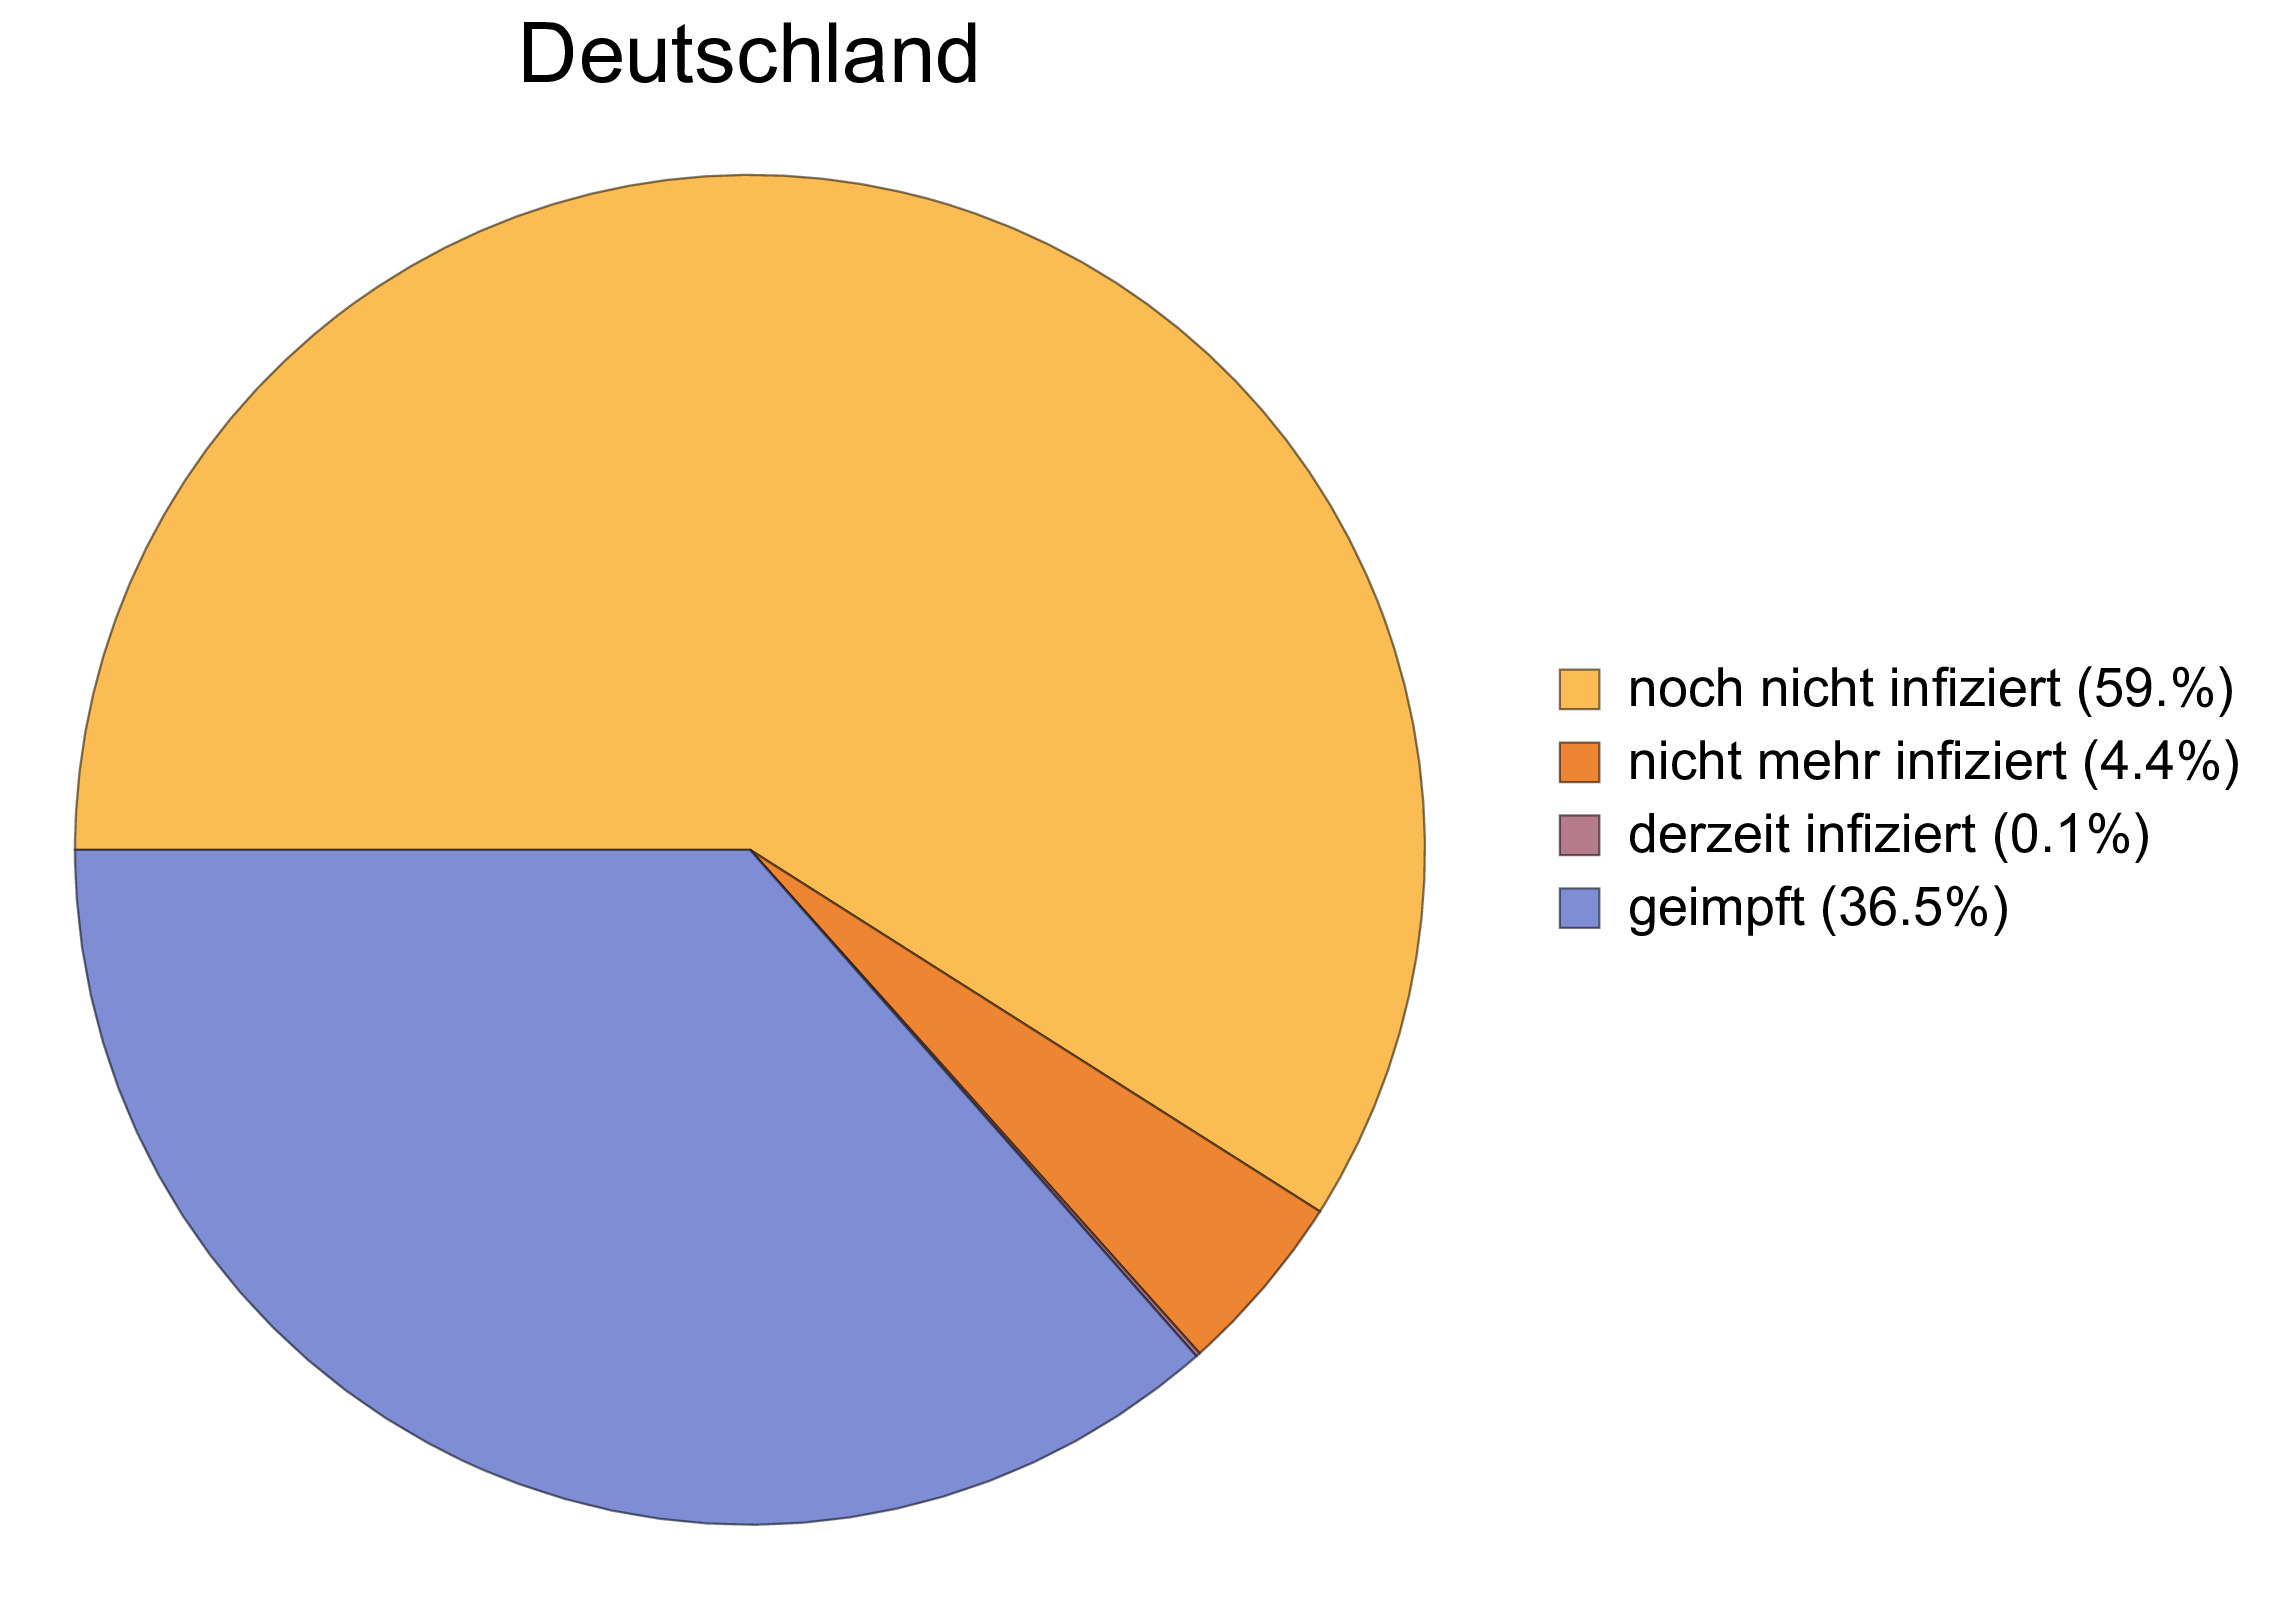 Deutschland
noch nicht infiziert (59.%)
nicht mehr infiziert (4.4%)
derzeit infiziert (0.1%)
geimpft (36.5%)